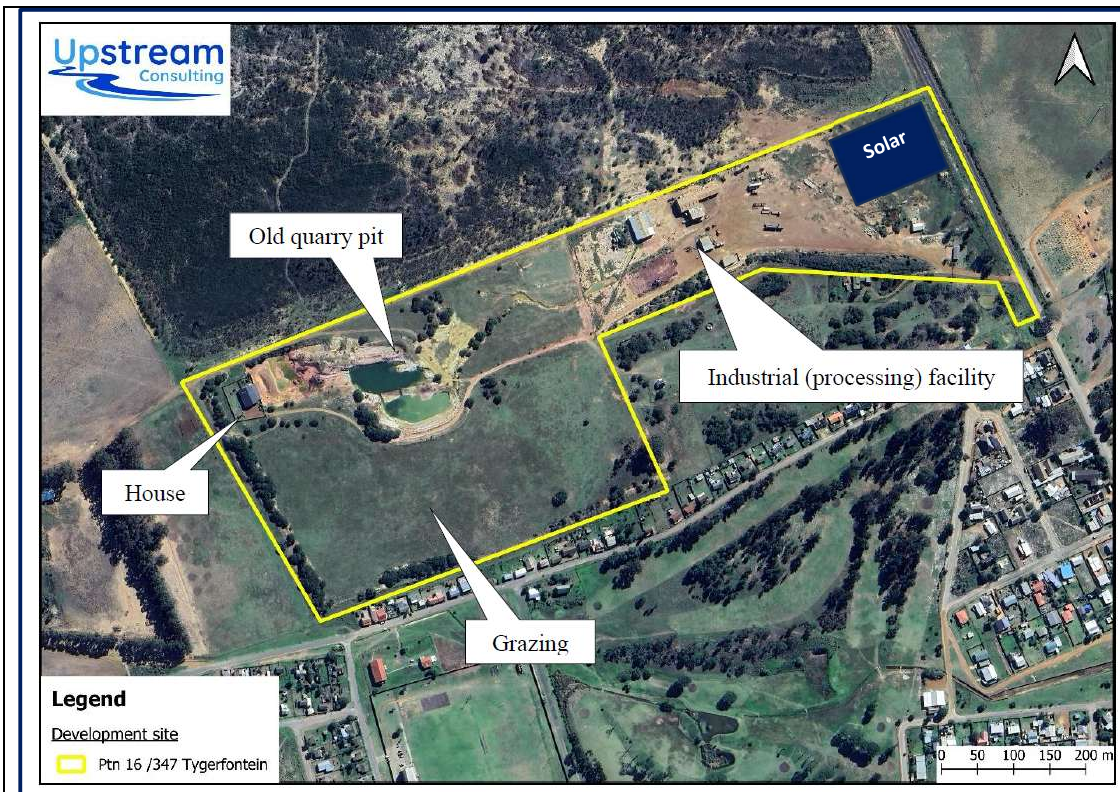 Upstream
Consulting
Solar
Old quarry pit
Industrial (processing) facility
House
Grazing
Legend
Development site
Ptn 16 /347 Tygerfontein
0 50 100 150 200 m